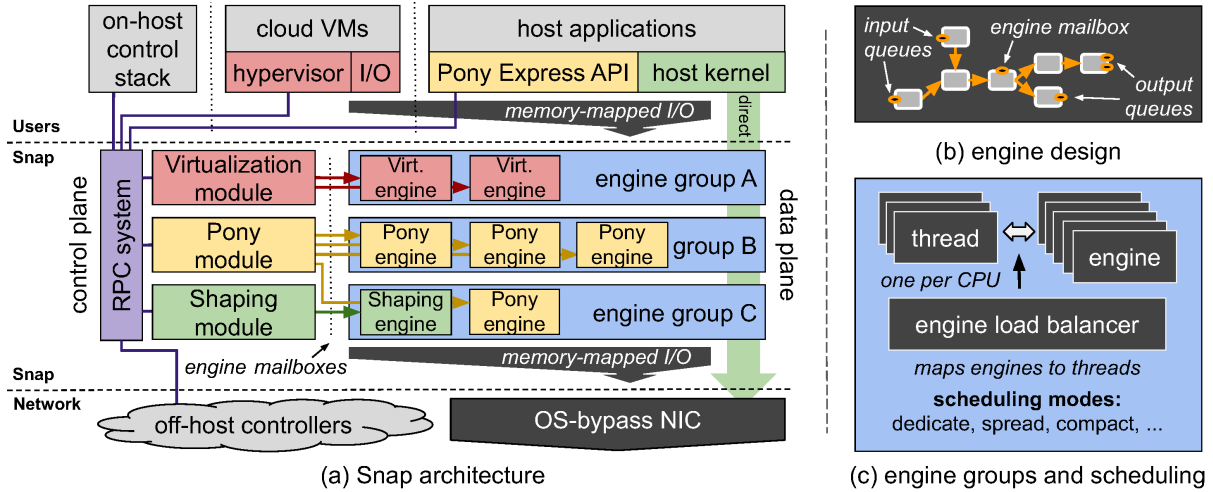 on-host
control
stack
cloud VMs
hypervisor
I/O
host applications
Pony Express API
host kernel
memory-mapped I/O
direct
Users
Snap
control plane
RPC system
Virtualization
module
Virt.
engine
Virt.
engine
engine group A
Pony
module
Pony
engine
Pony
engine
Pony
engine
group B
Shaping
module
Shaping
engine
Pony
engine
engine group C
data plane
engine mailboxes
memory-mapped I/O
Snap
Network
off-host controllers
OS-bypass NIC
(a) Snap architecture
input
queues
engine mailbox
output
queues
(b) engine design
thread
engine
one per CPU
engine load balancer
maps engines to threads
scheduling modes:
dedicate, spread, compact, ...
(c) engine groups and scheduling